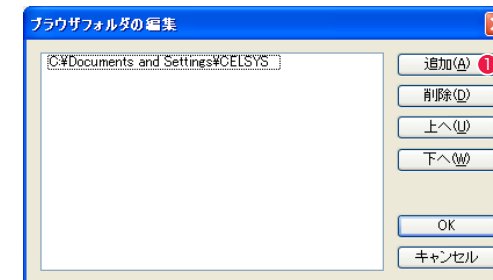 ブラウザフォルダの編集
C:¥Documents and Settings¥CELSYS
追加(A)
1
削除(D)
上へ(U)
下へ(W)
OK
キャンセル